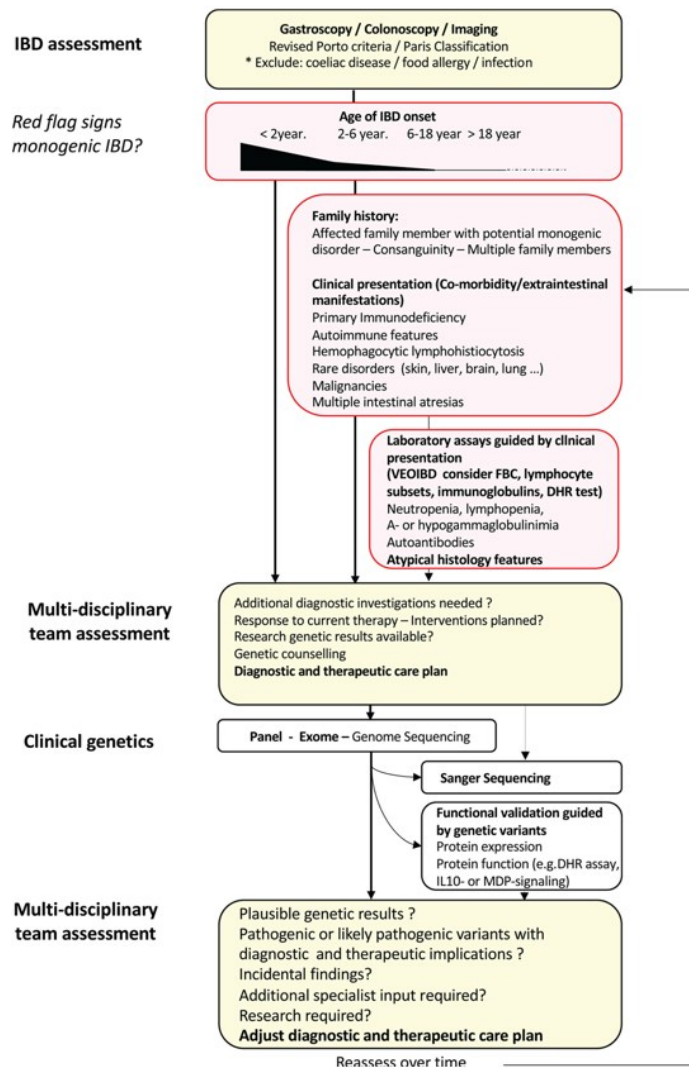 IBD assessment
Gastroscopy / Colonoscopy / Imaging
Revised Porto criteria / Paris Classification
* Exclude: coeliac disease / food allergy / infection
Red flag signs
monogenic IBD?
Age of IBD onset
< 2year. 2-6 year. 6-18 year > 18 year
Family history:
Affected family member with potential monogenic
disorder – Consanguinity – Multiple family members
Clinical presentation (Co-morbidity/extraintestinal
manifestations)
Primary Immunodeficiency
Autoimmune features
Hemophagocytic lymphohistiocytosis
Rare disorders (skin, liver, brain, lung ...)
Malignancies
Multiple intestinal atresias
Laboratory assays guided by clInical
presentation
(VEOIBD consider FBC, lymphocyte
subsets, immunoglobulins, DHR test)
Neutropenia, lymphopenia,
A- or hypogammaglobulinimia
Autoantibodies
Atypical histology features
Multi-disciplinary
team assessment
Additional diagnostic investigations needed ?
Response to current therapy – Interventions planned?
Research genetic results available?
Genetic counselling
Diagnostic and therapeutic care plan
Clinical genetics
Panel - Exome – Genome Sequencing
Sanger Sequencing
Functional validation guided
by genetic variants
Protein expression
Protein function (e.g.DHR assay,
IL10- or MDP-signaling)
Multi-disciplinary
team assessment
Plausible genetic results ?
Pathogenic or likely pathogenic variants with
diagnostic and therapeutic implications ?
Incidental findings?
Additional specialist input required?
Research required?
Adjust diagnostic and therapeutic care plan
Reassess over time